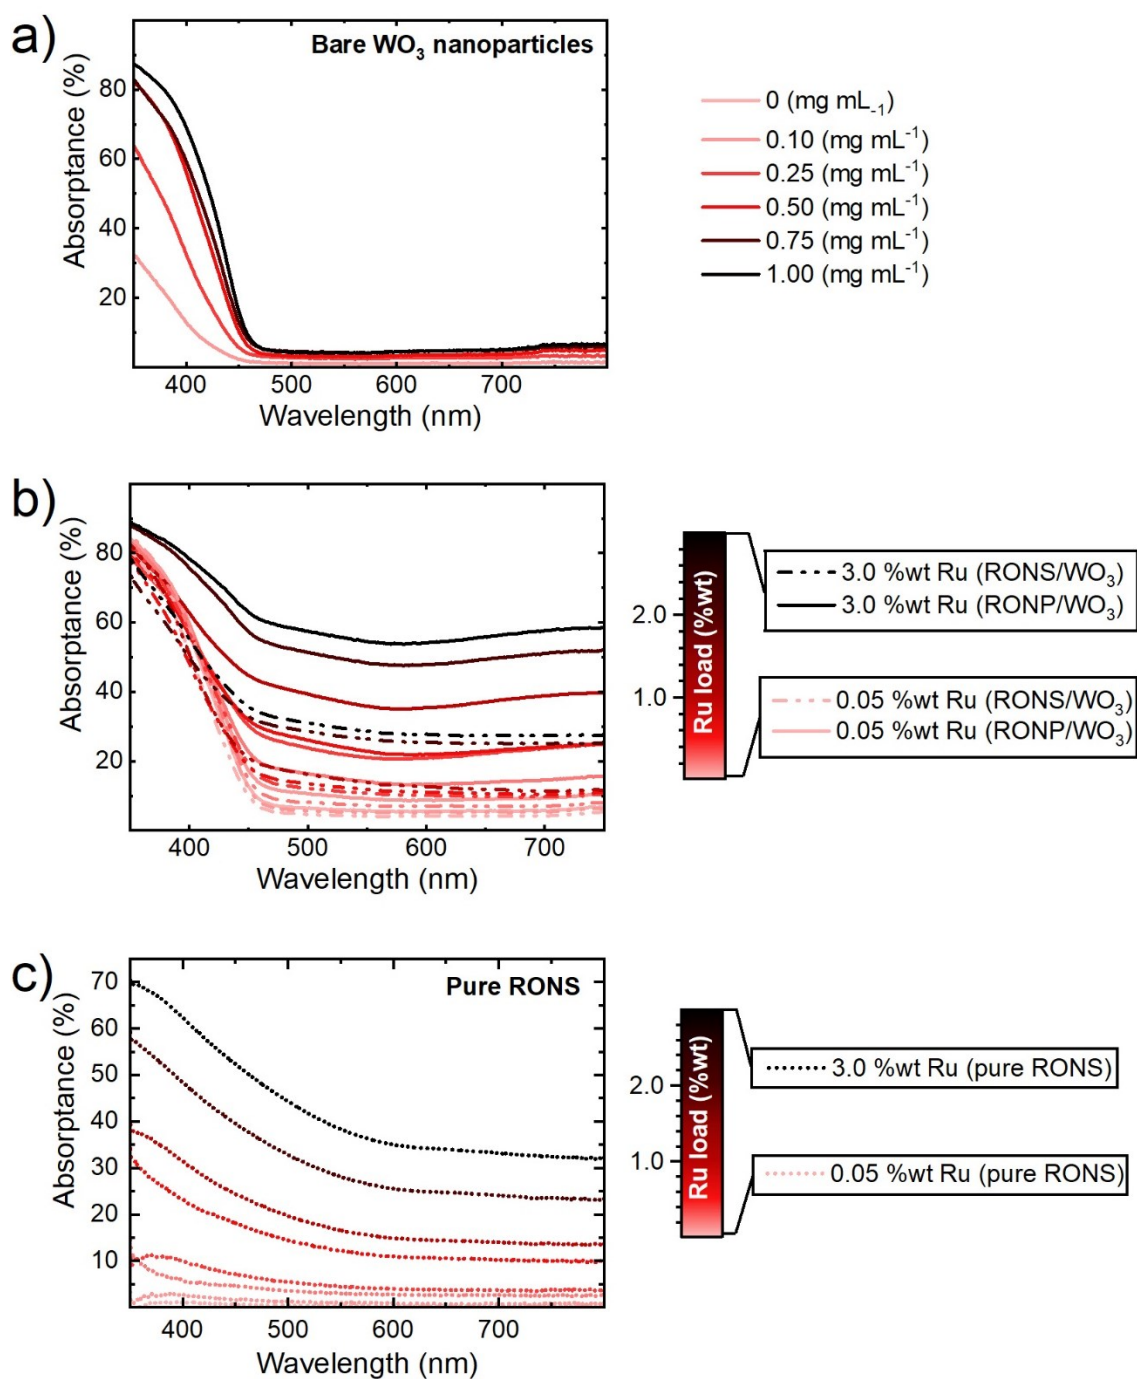 a)
Bare WO₃ nanoparticles
Absorptance (%)
80
60
40
20
400
500
600
700
Wavelength (nm)
0 (mg mL₋₁)
0.10 (mg mL⁻¹)
0.25 (mg mL⁻¹)
0.50 (mg mL⁻¹)
0.75 (mg mL⁻¹)
1.00 (mg mL⁻¹)
b)
Absorptance (%)
80
60
40
20
400
500
600
700
Wavelength (nm)
Ru load (%wt)
2.0
1.0
3.0 %wt Ru (RONS/WO₃)
3.0 %wt Ru (RONP/WO₃)
0.05 %wt Ru (RONS/WO₃)
0.05 %wt Ru (RONP/WO₃)
c)
Pure RONS
Absorptance (%)
70
60
50
40
30
20
10
400
500
600
700
Wavelength (nm)
Ru load (%wt)
2.0
1.0
3.0 %wt Ru (pure RONS)
0.05 %wt Ru (pure RONS)